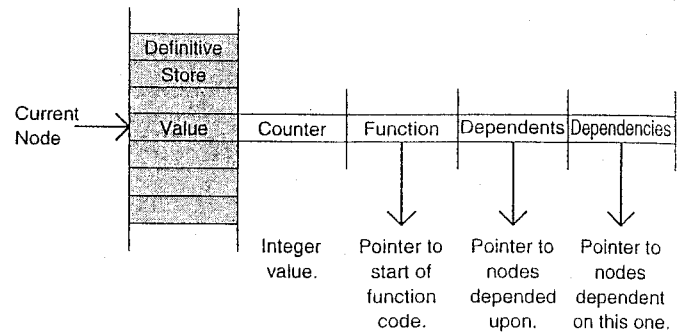 Definitive
Store
Current
Node
Value
Counter
Function
Dependents
Dependencies
Integer
value.
Pointer to
start of
function
code.
Pointer to
nodes
depended
upon.
Pointer to
nodes
dependent
on this one.